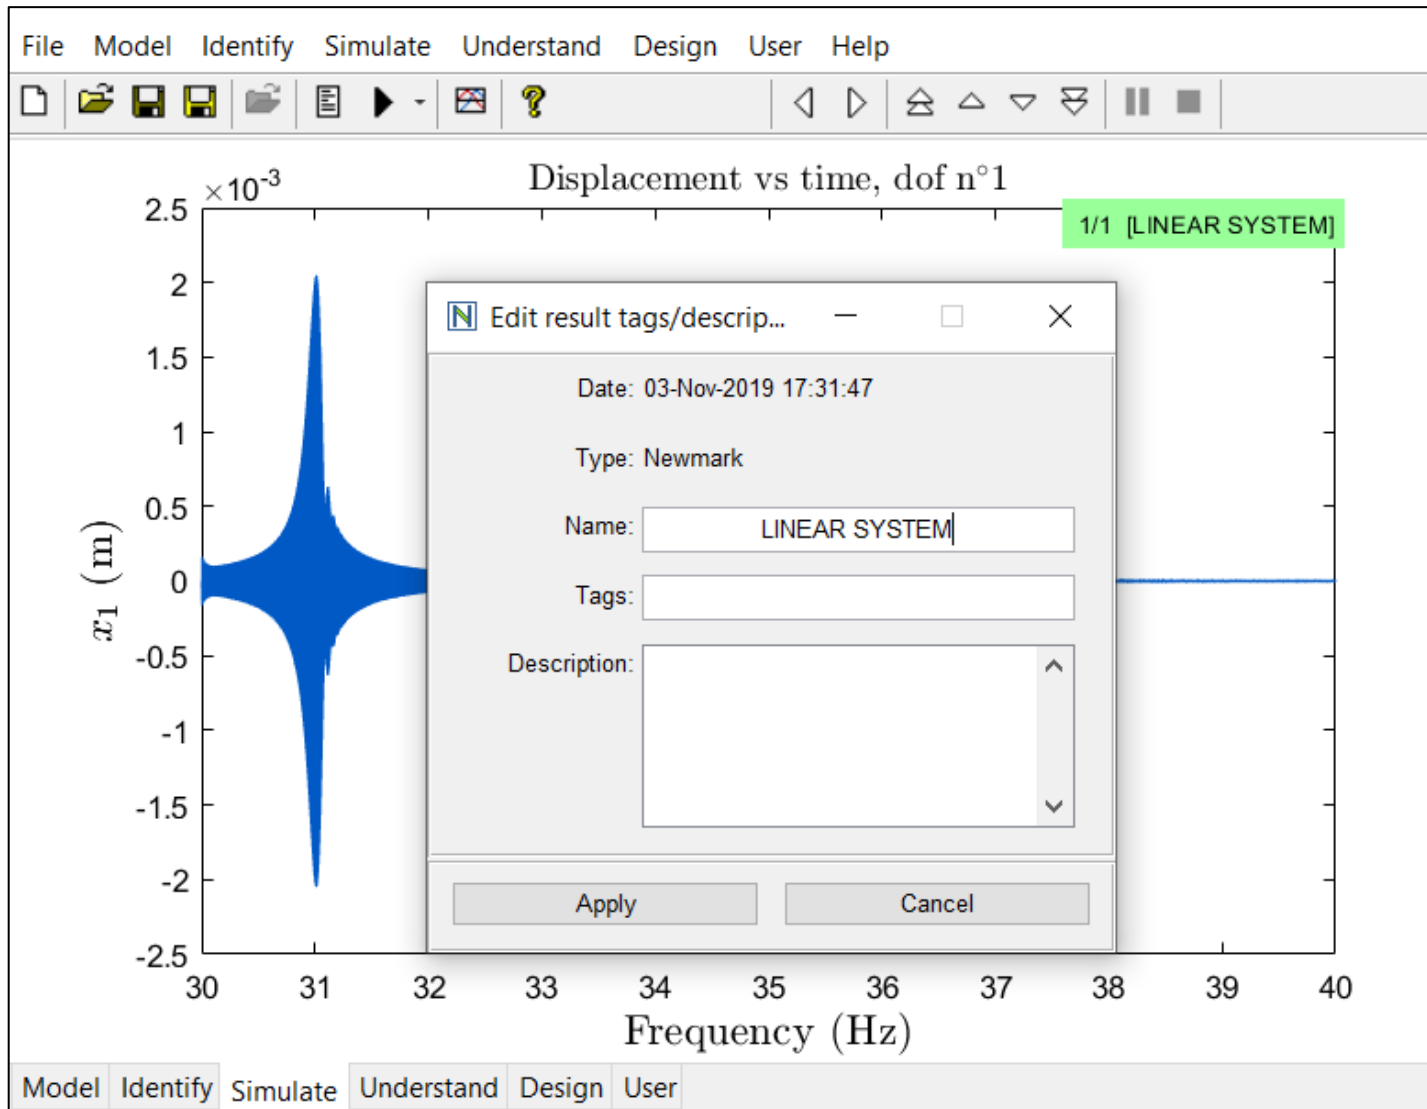 File Model Identify Simulate Understand Design User Help
Displacement vs time, dof n°1
×10-3
1/1 [LINEAR SYSTEM]
2.5
2
1.5
1
0.5
0
-0.5
-1
-1.5
-2
-2.5
x1 (m)
Edit result tags/descrip...
Date: 03-Nov-2019 17:31:47
Type: Newmark
Name: LINEAR SYSTEM
Tags:
Description:
Apply Cancel
30 31 32 33 34 35 36 37 38 39 40
Frequency (Hz)
Model Identify Simulate Understand Design User